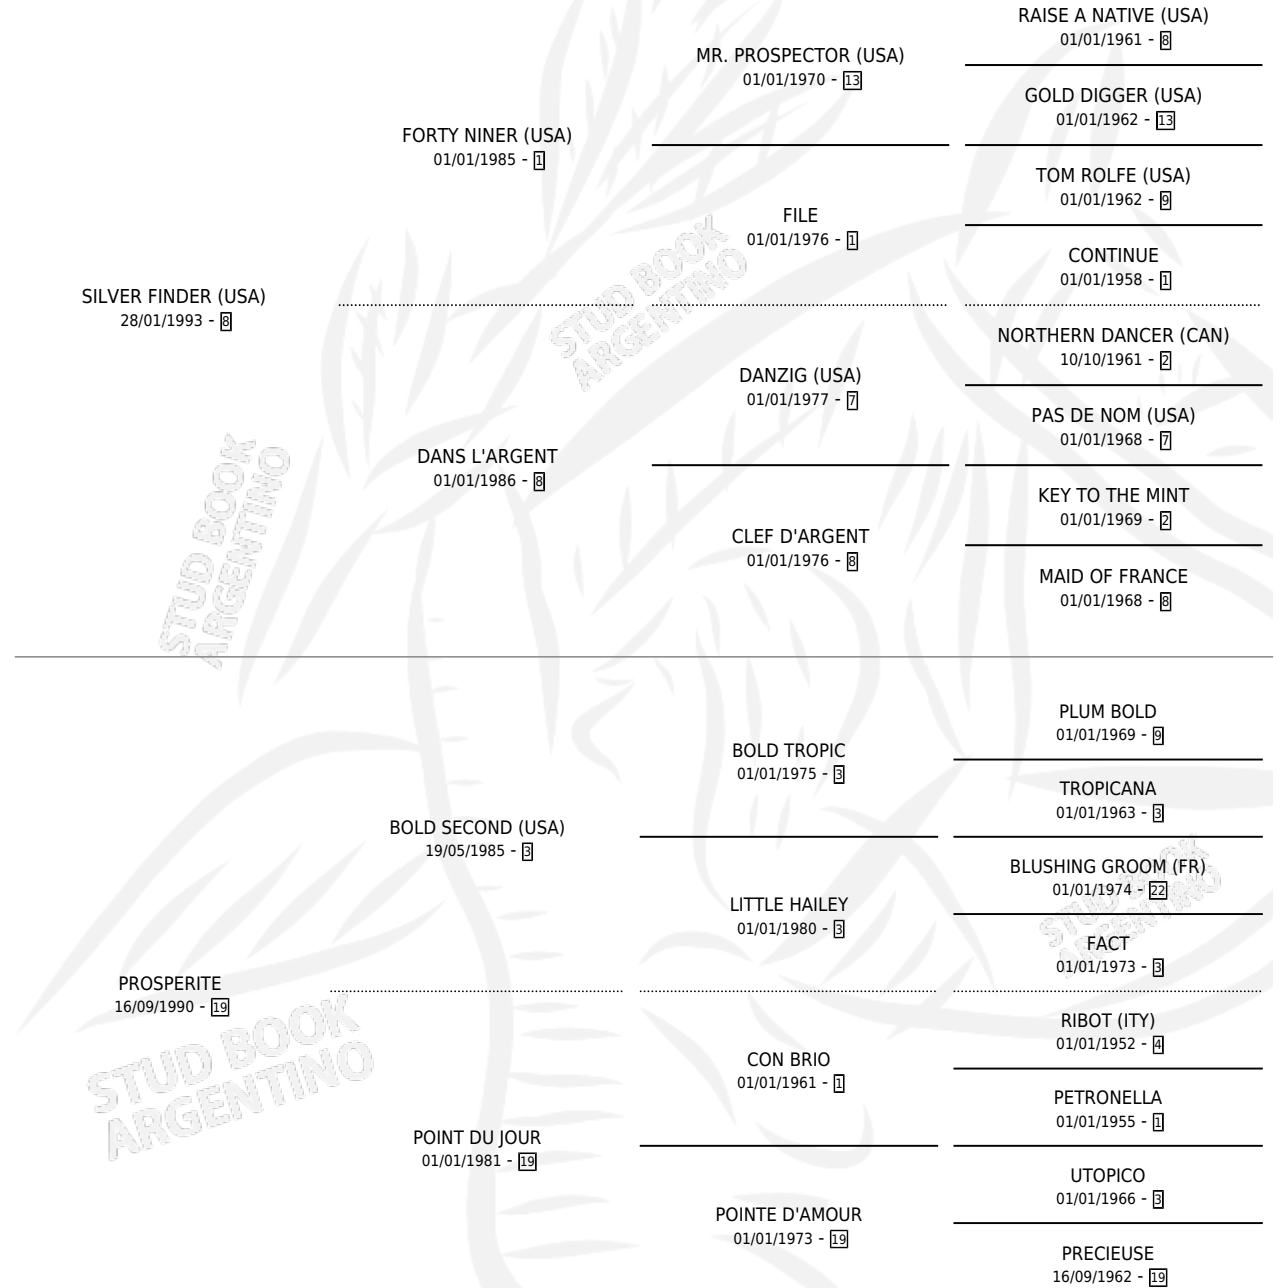 RAISE A NATIVE (USA)
01/01/1961 - 8
MR. PROSPECTOR (USA)
01/01/1970 - 13
GOLD DIGGER (USA)
01/01/1962 - 13
FORTY NINER (USA)
01/01/1985 - 1
TOM ROLFE (USA)
01/01/1962 - 9
FILE
01/01/1976 - 1
CONTINUE
01/01/1958 - 1
SILVER FINDER (USA)
28/01/1993 - 8
NORTHERN DANCER (CAN)
10/10/1961 - 2
DANZIG (USA)
01/01/1977 - 7
PAS DE NOM (USA)
01/01/1968 - 7
DANS L'ARGENT
01/01/1986 - 8
KEY TO THE MINT
01/01/1969 - 2
CLEF D'ARGENT
01/01/1976 - 8
MAID OF FRANCE
01/01/1968 - 8
PLUM BOLD
01/01/1969 - 9
BOLD TROPIC
01/01/1975 - 3
TROPICANA
01/01/1963 - 3
BOLD SECOND (USA)
19/05/1985 - 3
BLUSHING GROOM (FR)
01/01/1974 - 22
LITTLE HAILEY
01/01/1980 - 3
FACT
01/01/1973 - 3
PROSPERITE
16/09/1990 - 19
RIBOT (ITY)
01/01/1952 - 4
CON BRIO
01/01/1961 - 1
PETRONELLA
01/01/1955 - 1
POINT DU JOUR
01/01/1981 - 19
UTOPICO
01/01/1966 - 3
POINTE D'AMOUR
01/01/1973 - 19
PRECIEUSE
16/09/1962 - 19
STUD BOOK
ARGENTINO
STUD BOOK
ARGENTINO
STUD BOOK
ARGENTINO
STUD BOOK
ARGENTINO